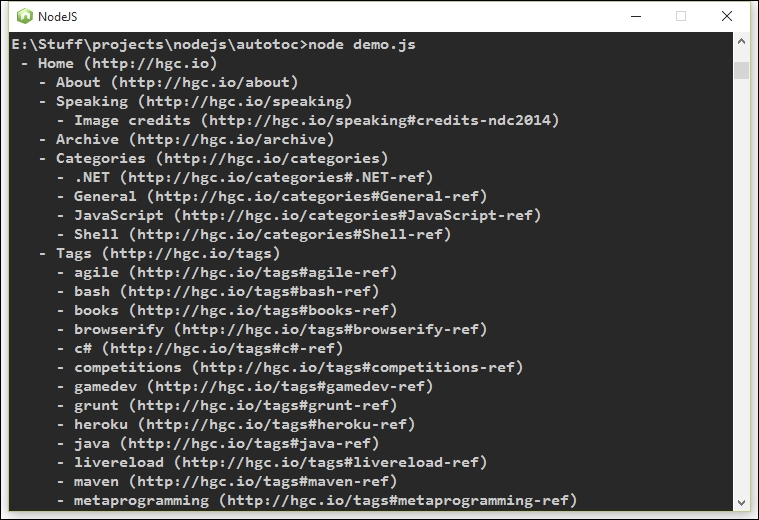 NodeJS
E:\Stuff\projects\nodejs\autotoc>node demo.js
- Home (http://hgc.io)
- About (http://hgc.io/about)
- Speaking (http://hgc.io/speaking)
- Image credits (http://hgc.io/speaking#credits-ndc2014)
- Archive (http://hgc.io/archive)
- Categories (http://hgc.io/categories)
- .NET (http://hgc.io/categories#.NET-ref)
- General (http://hgc.io/categories#General-ref)
- JavaScript (http://hgc.io/categories#JavaScript-ref)
- Shell (http://hgc.io/categories#Shell-ref)
- Tags (http://hgc.io/tags)
- agile (http://hgc.io/tags#agile-ref)
- bash (http://hgc.io/tags#bash-ref)
- books (http://hgc.io/tags#books-ref)
- browserify (http://hgc.io/tags#browserify-ref)
- c# (http://hgc.io/tags#c#-ref)
- competitions (http://hgc.io/tags#competitions-ref)
- gamedev (http://hgc.io/tags#gamedev-ref)
- grunt (http://hgc.io/tags#grunt-ref)
- heroku (http://hgc.io/tags#heroku-ref)
- java (http://hgc.io/tags#java-ref)
- livereload (http://hgc.io/tags#livereload-ref)
- maven (http://hgc.io/tags#maven-ref)
- metaprogramming (http://hgc.io/tags#metaprogramming-ref)